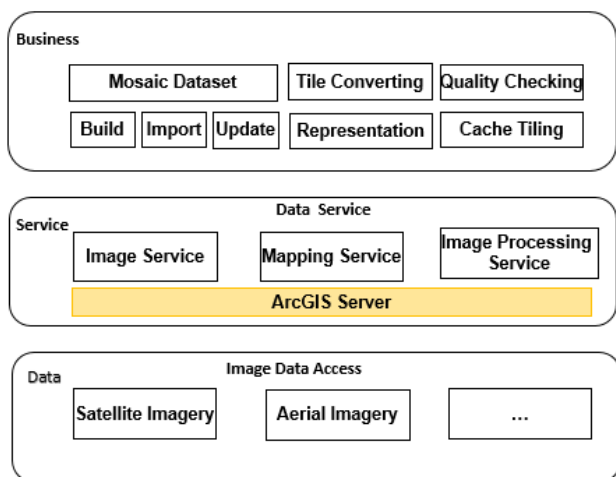 Business
Mosaic Dataset
Tile Converting
Quality Checking
Build
Import
Update
Representation
Cache Tiling
Data Service
Service
Image Service
Mapping Service
Image Processing
Service
ArcGIS Server
Image Data Access
Data
Satellite Imagery
Aerial Imagery
...